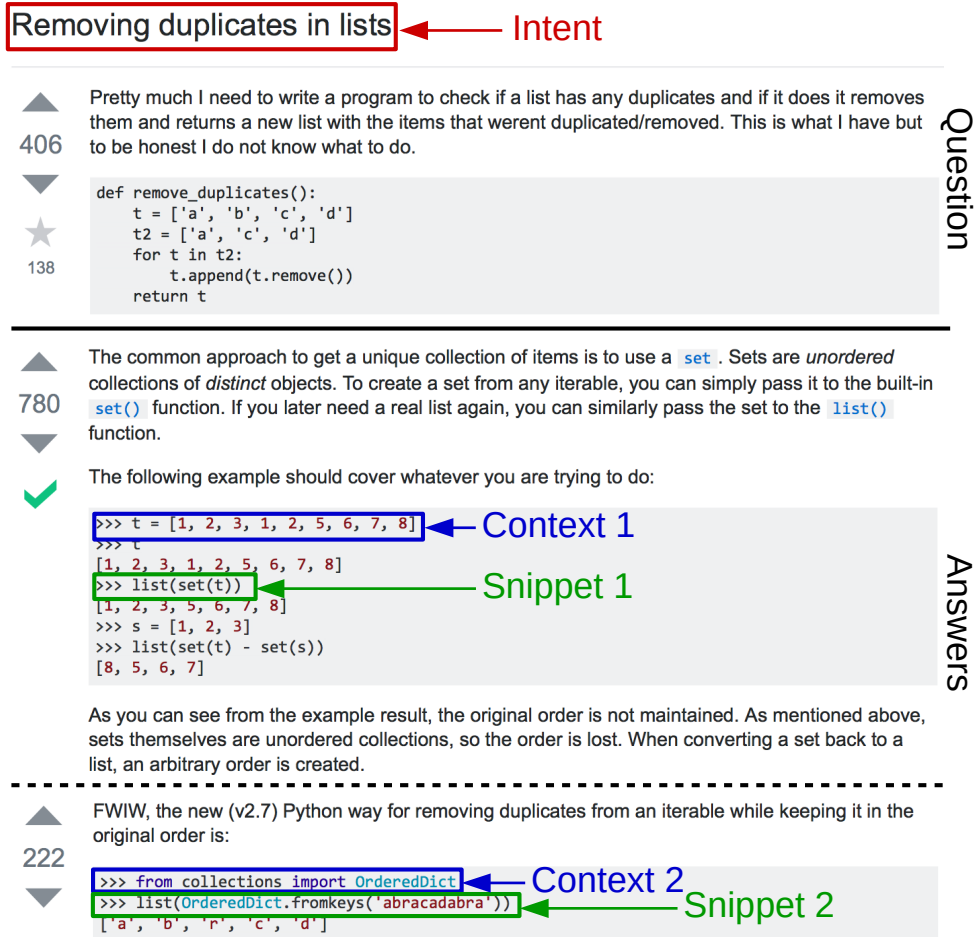 Removing duplicates in lists
Intent
Pretty much I need to write a program to check if a list has any duplicates and if it does it removes
them and returns a new list with the items that werent duplicated/removed. This is what I have but
406
to be honest I do not know what to do.
def remove_duplicates():
    t = ['a', 'b', 'c', 'd']
    t2 = ['a', 'c', 'd']
    for t in t2:
        t.append(t.remove())
    return t
138
Question
The common approach to get a unique collection of items is to use a set . Sets are unordered
collections of distinct objects. To create a set from any iterable, you can simply pass it to the built-in
780
set() function. If you later need a real list again, you can similarly pass the set to the list()
function.
The following example should cover whatever you are trying to do:
>>> t = [1, 2, 3, 1, 2, 5, 6, 7, 8]
Context 1
>>> t
[1, 2, 3, 1, 2, 5, 6, 7, 8]
>>> list(set(t))
Snippet 1
[1, 2, 3, 5, 6, 7, 8]
>>> s = [1, 2, 3]
>>> list(set(t) - set(s))
[8, 5, 6, 7]
Answers
As you can see from the example result, the original order is not maintained. As mentioned above,
sets themselves are unordered collections, so the order is lost. When converting a set back to a
list, an arbitrary order is created.
FWIW, the new (v2.7) Python way for removing duplicates from an iterable while keeping it in the
original order is:
222
>>> from collections import OrderedDict
Context 2
>>> list(OrderedDict.fromkeys('abracadabra'))
Snippet 2
['a', 'b', 'r', 'c', 'd']